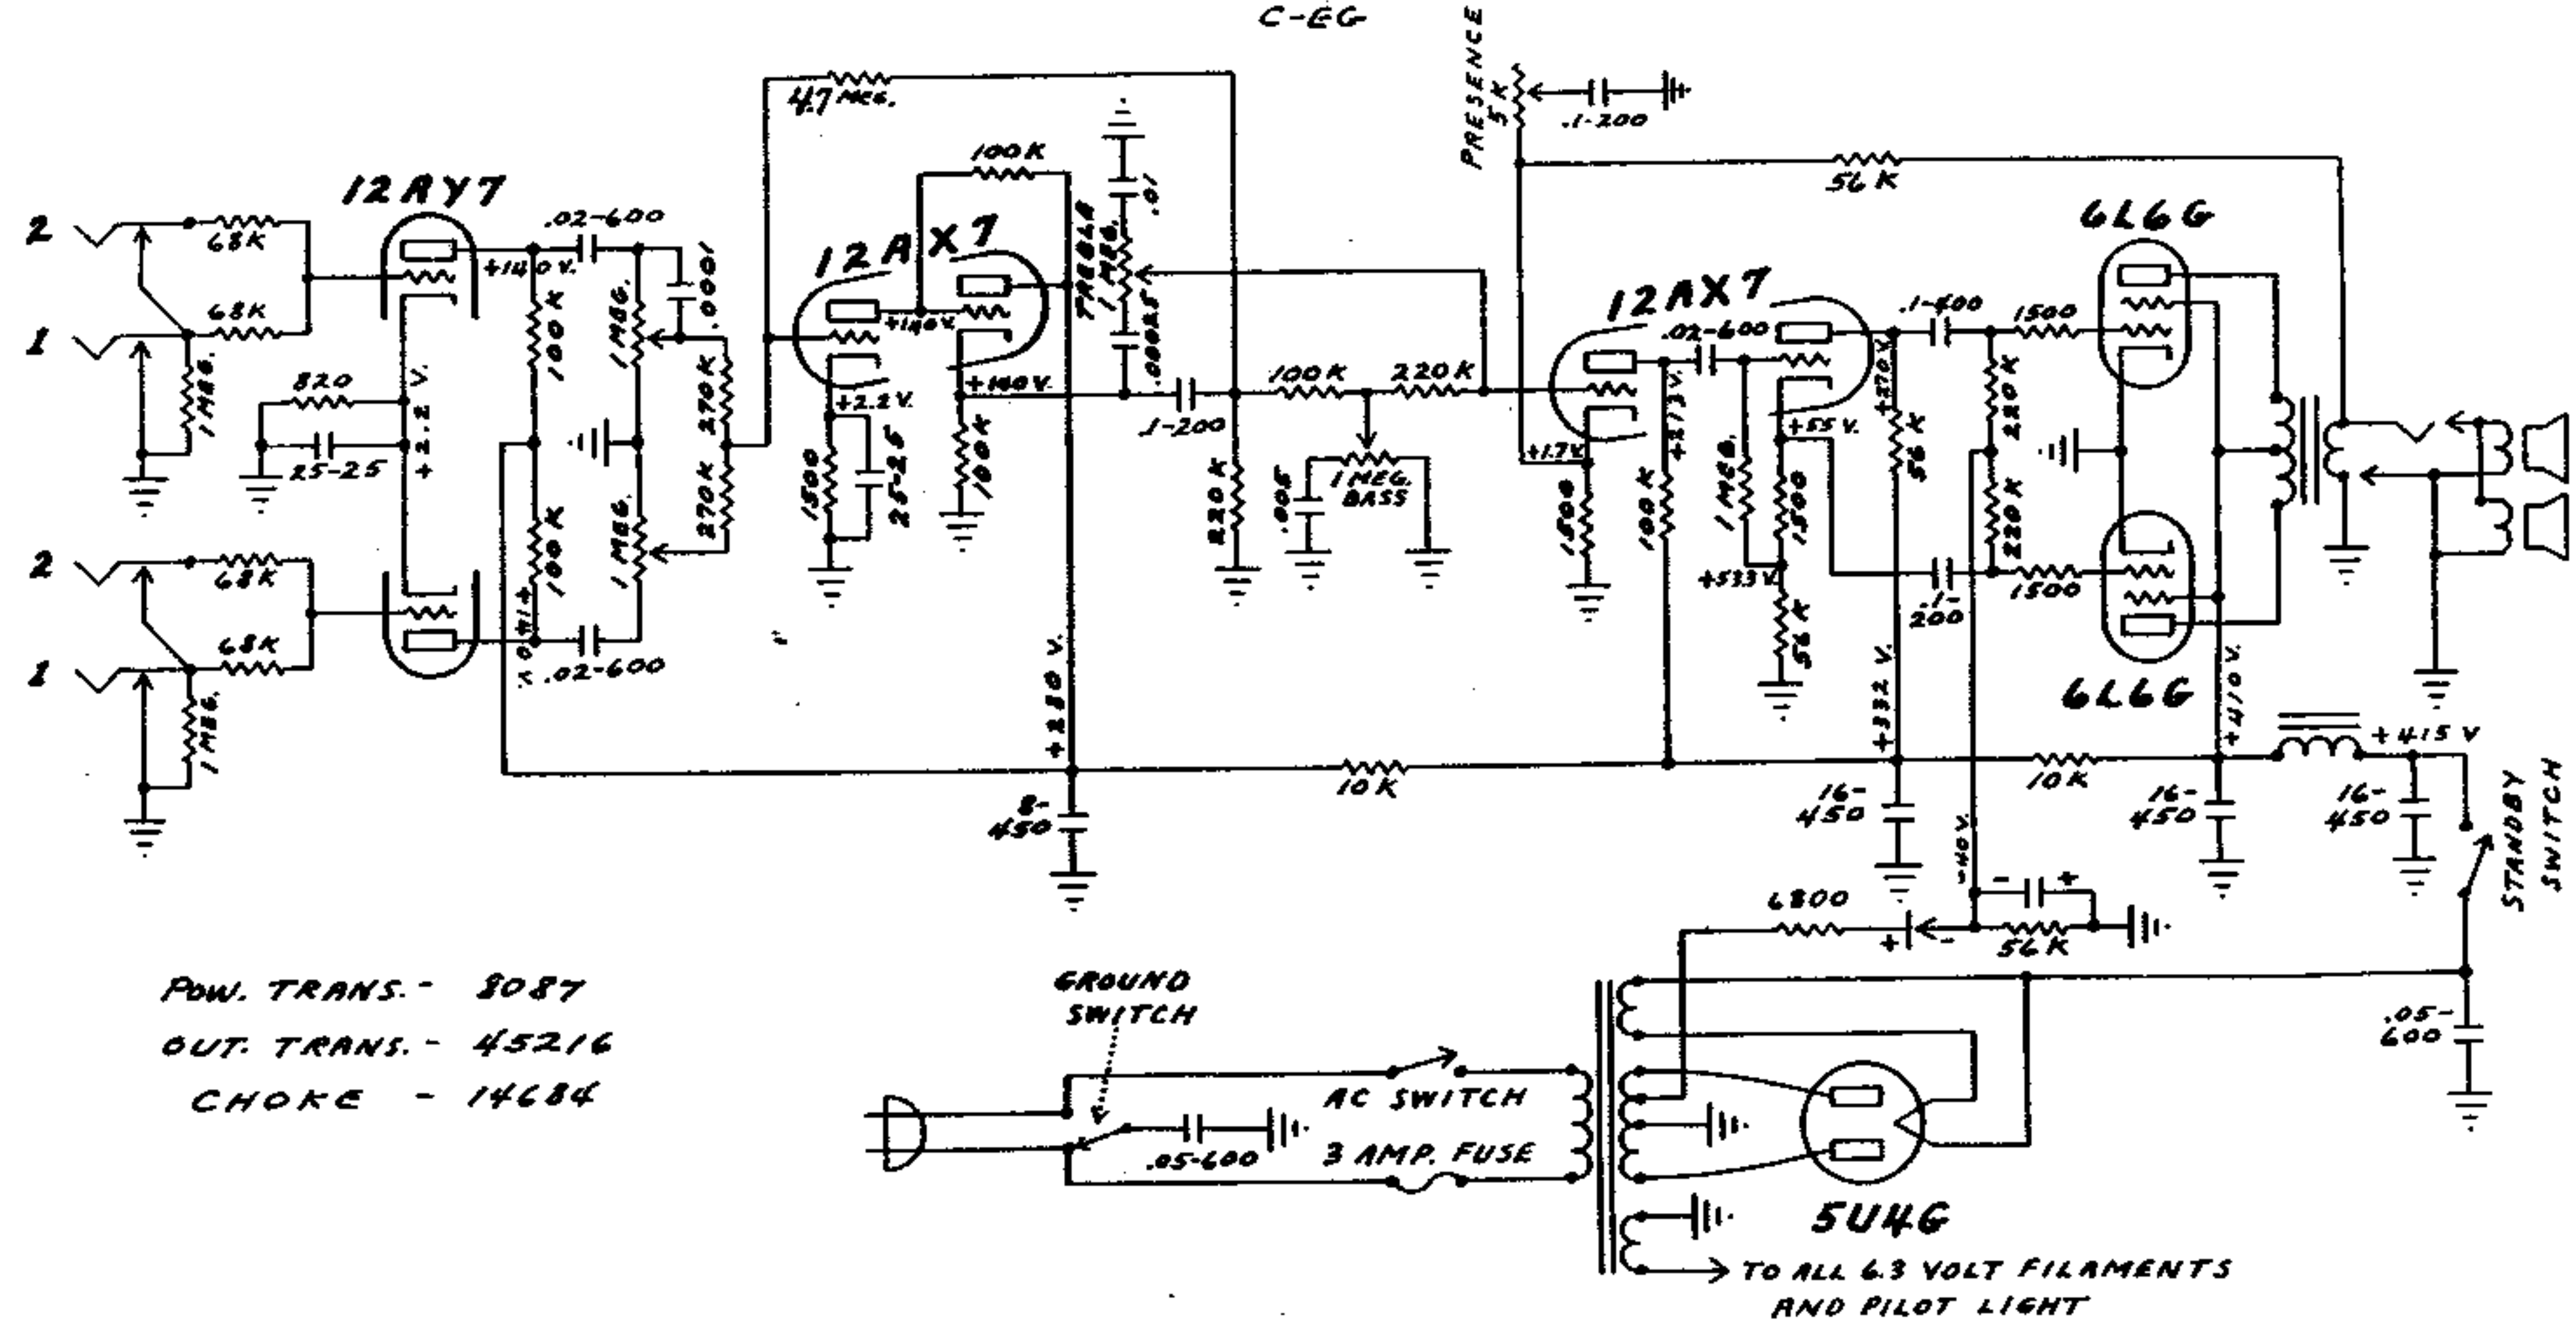 C-EG
PRESENCE
5K
.1-200
4.7 MEG.
100K
56K
12AY7
.02-600
.0001
12AX7
TREBLE
1 MEG.
.01
6L6G
2
68K
+140 V.
1
68K
1 MEG.
820
25-25
+2.2 V.
100K
1 MEG.
270K
+140V.
.00025
+2.2 V.
+140 V.
1500
25-25
100K
.1-200
100K
220K
220K
.005
1 MEG.
BASS
12AX7
.02-600
+213 V.
+1.7V
1500
100K
1 MEG.
+55 V.
1500
+53.3 V.
56K
+270 V.
56K
.1-400
1500
220K
220K
.1-
200
1500
6L6G
2
68K
1
68K
1 MEG.
100K
1 MEG.
270K
.02-600
+280 V.
+332 V.
+410 V.
+415 V
10K
10K
8-
450
16-
450
16-
450
16-
450
STANDBY
SWITCH
-40V.
6800
+
-
-
+
56K
POW. TRANS. - 8087
OUT. TRANS. - 45216
CHOKE - 14684
GROUND
SWITCH
AC SWITCH
.05-600
3 AMP. FUSE
.05-
600
5U4G
TO ALL 6.3 VOLT FILAMENTS
AND PILOT LIGHT